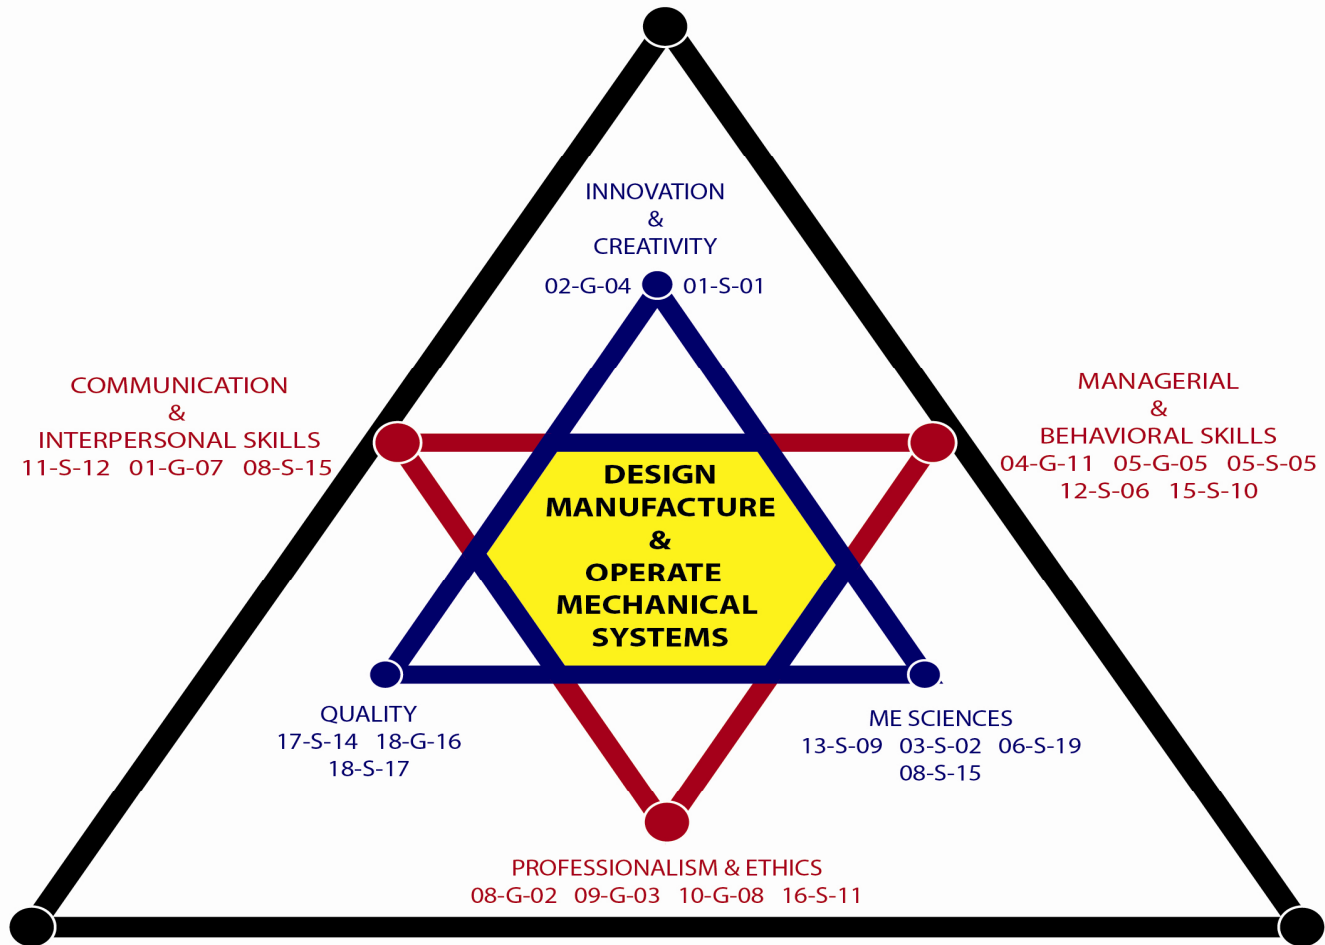 INNOVATION
&
CREATIVITY
02-G-04 01-S-01
COMMUNICATION
&
INTERPERSONAL SKILLS
11-S-12 01-G-07 08-S-15
MANAGERIAL
&
BEHAVIORAL SKILLS
04-G-11 05-G-05 05-S-05
12-S-06 15-S-10
DESIGN
MANUFACTURE
&
OPERATE
MECHANICAL
SYSTEMS
QUALITY
17-S-14 18-G-16
18-S-17
ME SCIENCES
13-S-09 03-S-02 06-S-19
08-S-15
PROFESSIONALISM & ETHICS
08-G-02 09-G-03 10-G-08 16-S-11